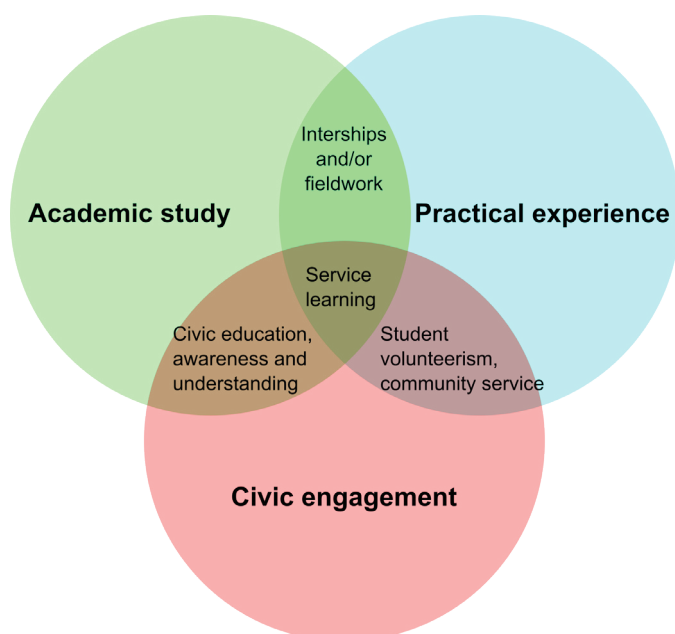 Interships
and/or
fieldwork
Academic study
Practical experience
Service
learning
Civic education,
awareness and
understanding
Student
volunteerism,
community service
Civic engagement